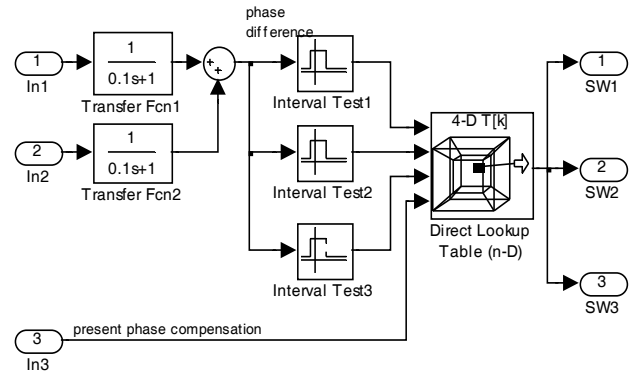 phase
difference
1
In1
1
0.1s+1
Transfer Fcn1
+
+
Interval Test1
1
SW1
2
In2
1
0.1s+1
Transfer Fcn2
Interval Test2
4-D T[k]
Direct Lookup
Table (n-D)
2
SW2
Interval Test3
3
SW3
3
In3
present phase compensation